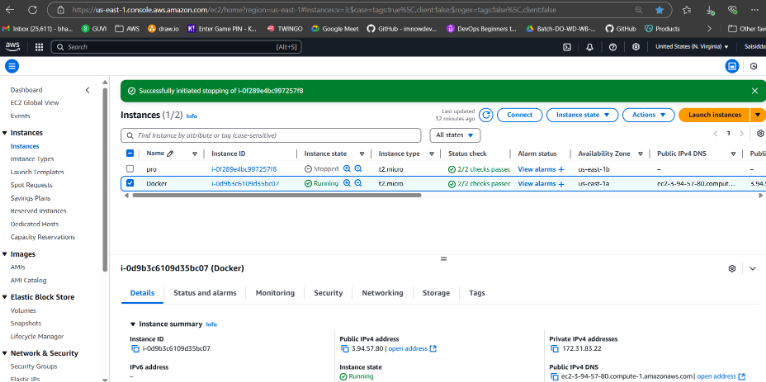 https://us-east-1.console.aws.amazon.com/ec2/home?region=us-east-1#Instances:v=3;$case=tags:true%5C,client:false;$regex=tags:false%5C,client:false
Inbox (25,611) - bha... GUVI AWS draw.io Enter Game PIN - K... TWINGO Google Meet GitHub - imnowdev... DevOps Beginners t... Batch-DO-WD-WB-... GitHub Products Other fav
aws Search [Alt+S] United States (N. Virginia) Saisidda
Successfully initiated stopping of i-0f289e4bc997257f8
Dashboard
EC2 Global View
Events
Instances
Instances
Instance Types
Launch Templates
Spot Requests
Savings Plans
Reserved Instances
Dedicated Hosts
Capacity Reservations
Images
AMIs
AMI Catalog
Elastic Block Store
Volumes
Snapshots
Lifecycle Manager
Network & Security
Security Groups
Elastic IPs
Instances (1/2) Info
Last updated
32 minutes ago
Connect Instance state Actions Launch instances
Find Instance by attribute or tag (case-sensitive) All states 1
Name Instance ID Instance state Instance type Status check Alarm status Availability Zone Public IPv4 DNS Publi
pro i-0f289e4bc997257f8 Stopped t2.micro 2/2 checks passec View alarms + us-east-1b – –
Docker i-0d9b3c6109d35bc07 Running t2.micro 2/2 checks passec View alarms + us-east-1a ec2-3-94-57-80.compute... 3.94.5
i-0d9b3c6109d35bc07 (Docker)
Details Status and alarms Monitoring Security Networking Storage Tags
Instance summary Info
Instance ID Public IPv4 address Private IPv4 addresses
i-0d9b3c6109d35bc07 3.94.57.80 | open address 172.31.83.22
IPv6 address Instance state Public IPv4 DNS
– Running ec2-3-94-57-80.compute-1.amazonaws.com | open address